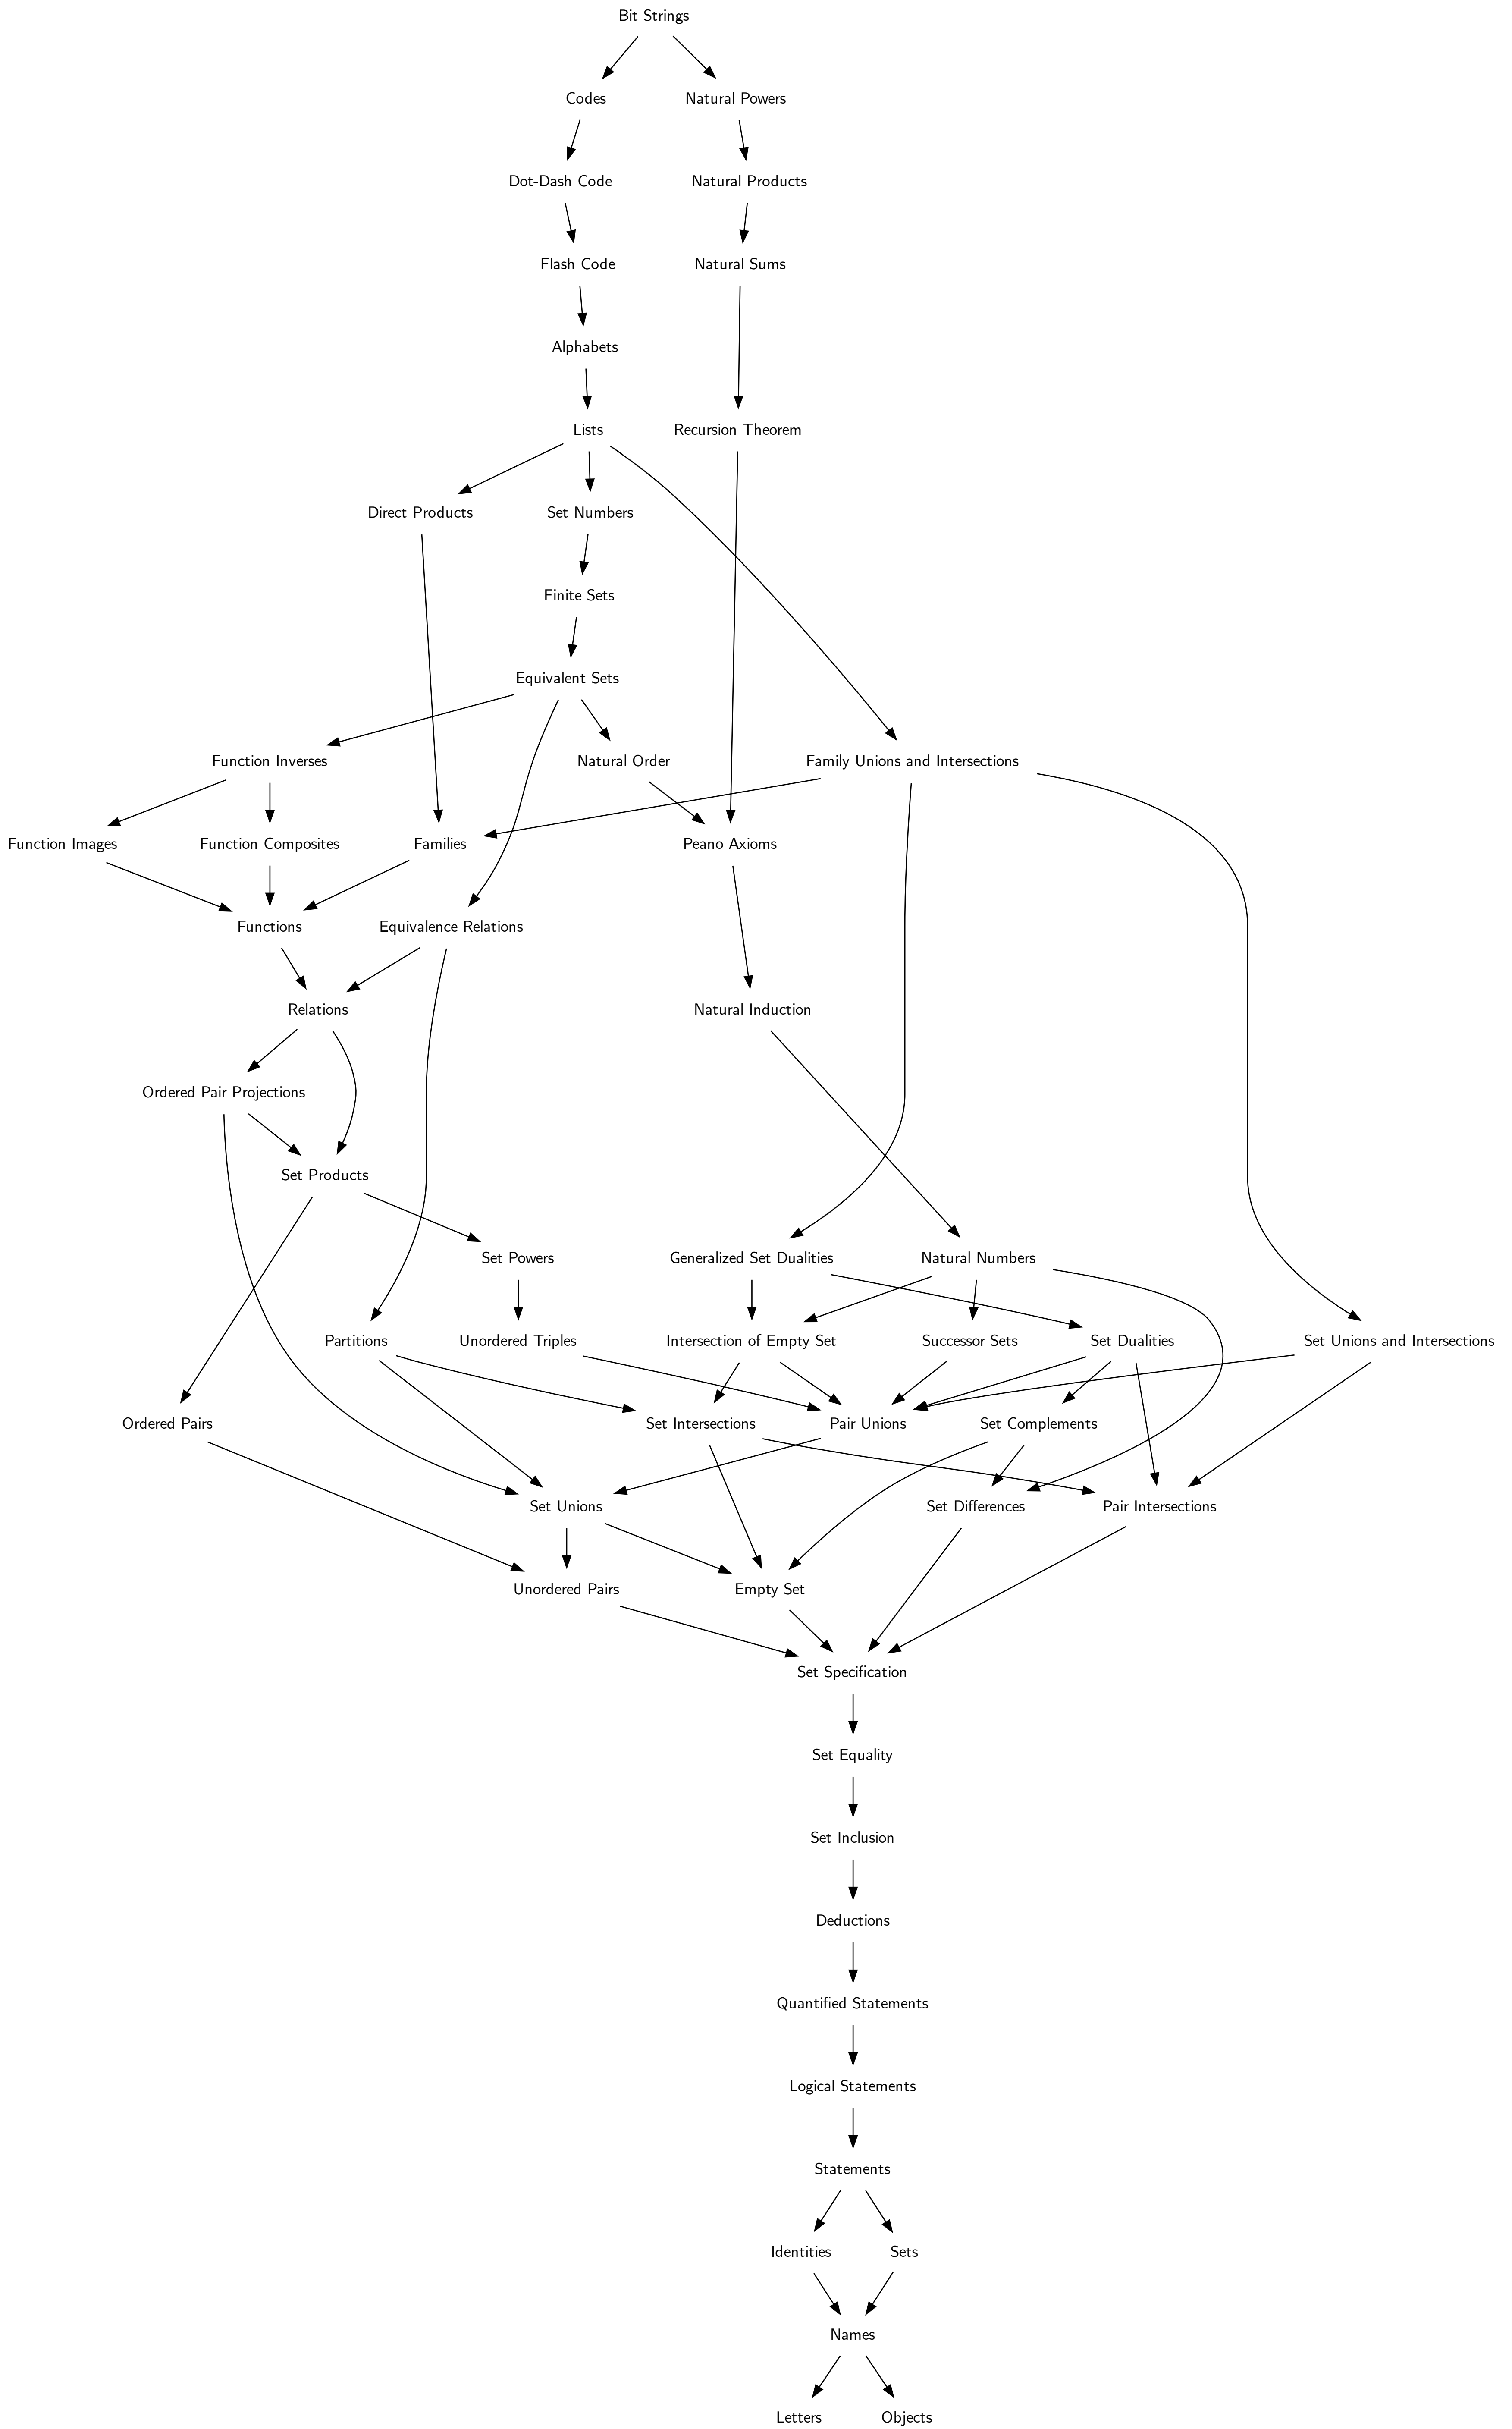 Bit Strings
Codes
Natural Powers
Dot-Dash Code
Natural Products
Flash Code
Natural Sums
Alphabets
Lists
Recursion Theorem
Direct Products
Set Numbers
Finite Sets
Equivalent Sets
Function Inverses
Natural Order
Family Unions and Intersections
Function Images
Function Composites
Families
Peano Axioms
Functions
Equivalence Relations
Relations
Natural Induction
Ordered Pair Projections
Set Products
Set Powers
Generalized Set Dualities
Natural Numbers
Partitions
Unordered Triples
Intersection of Empty Set
Successor Sets
Set Dualities
Set Unions and Intersections
Ordered Pairs
Set Intersections
Pair Unions
Set Complements
Set Unions
Set Differences
Pair Intersections
Unordered Pairs
Empty Set
Set Specification
Set Equality
Set Inclusion
Deductions
Quantified Statements
Logical Statements
Statements
Identities
Sets
Names
Letters
Objects